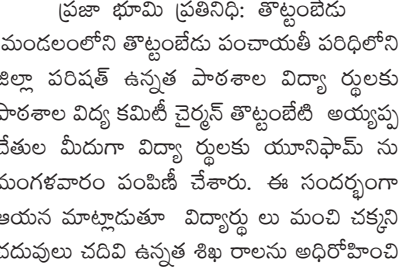 ప్రజా భూమి ప్రతినిధి: తొట్టంబేడు
మండలంలోని తొట్టంబేడు పంచాయతీ పరిధిలోని
జిల్లా పరిషత్ ఉన్నత పాఠశాల విద్యా ర్థులకు
పాఠశాల విద్య కమిటీ చైర్మన్ తొట్టంబేటి అయ్యప్ప
చేతుల మీదుగా విద్యా ర్థులకు యూనిఫామ్ ను
మంగళవారం పంపిణీ చేశారు. ఈ సందర్భంగా
ఆయన మాట్లాడుతూ విద్యార్థు లు మంచి చక్కని
చదువులు చదివి ఉన్నత శిఖ రాలను అధిరోహించి